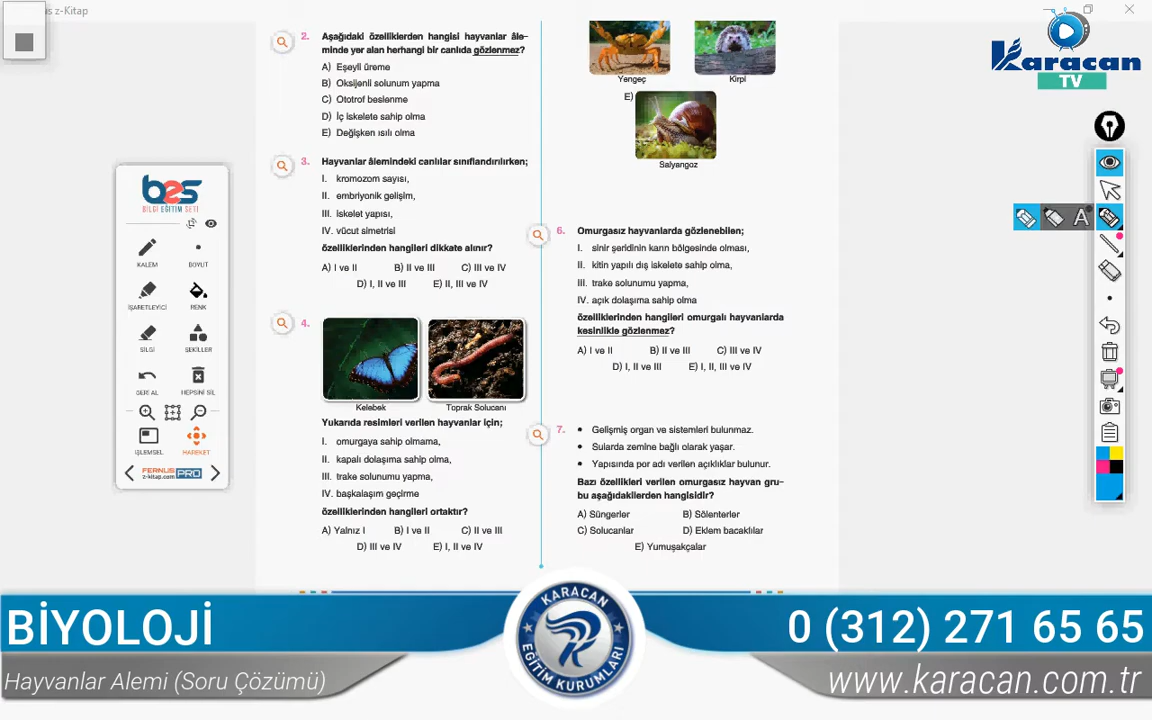 is z-Kitap
Karacan
TV
bes
BİLGİ EĞİTİM SETİ
KALEM
BOYUT
İŞARETLEYİCİ
RENK
SİLGİ
ŞEKİLLER
GERİ AL
HEPSİNİ SİL
İŞLEMSEL
HAREKET
FERNUS
z-kitap.com
PRO
2. Aşağıdaki özelliklerden hangisi hayvanlar âle-
minde yer alan herhangi bir canlıda gözlenmez?
A) Eşeyli üreme
B) Oksijenli solunum yapma
C) Ototrof beslenme
D) İç iskelete sahip olma
E) Değişken ısılı olma
3. Hayvanlar âlemindeki canlılar sınıflandırılırken;
I. kromozom sayısı,
II. embriyonik gelişim,
III. iskelet yapısı,
IV. vücut simetrisi
özelliklerinden hangileri dikkate alınır?
A) I ve II B) II ve III C) III ve IV
D) I, II ve III E) II, III ve IV
4.
Kelebek
Toprak Solucanı
Yukarıda resimleri verilen hayvanlar için;
I. omurgaya sahip olmama,
II. kapalı dolaşıma sahip olma,
III. trake solunumu yapma,
IV. başkalaşım geçirme
özelliklerinden hangileri ortaktır?
A) Yalnız I B) I ve II C) II ve III
D) III ve IV E) I, II ve IV
Yengeç
Kirpi
E)
Salyangoz
6. Omurgasız hayvanlarda gözlenebilen;
I. sinir şeridinin karın bölgesinde olması,
II. kitin yapılı dış iskelete sahip olma,
III. trake solunumu yapma,
IV. açık dolaşıma sahip olma
özelliklerinden hangileri omurgalı hayvanlarda
kesinlikle gözlenmez?
A) I ve II B) II ve III C) III ve IV
D) I, II ve III E) I, II, III ve IV
7. • Gelişmiş organ ve sistemleri bulunmaz.
• Sularda zemine bağlı olarak yaşar.
• Yapısında por adı verilen açıklıklar bulunur.
Bazı özellikleri verilen omurgasız hayvan gru-
bu aşağıdakilerden hangisidir?
A) Süngerler B) Sölenterler
C) Solucanlar D) Eklem bacaklılar
E) Yumuşakçalar
A
BİYOLOJİ
Hayvanlar Alemi (Soru Çözümü)
KARACAN
EĞİTİM KURUMLARI
0 (312) 271 65 65
www.karacan.com.tr